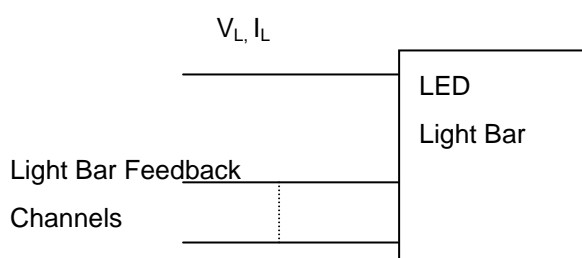 VL, IL
LED
Light Bar
Light Bar Feedback
Channels